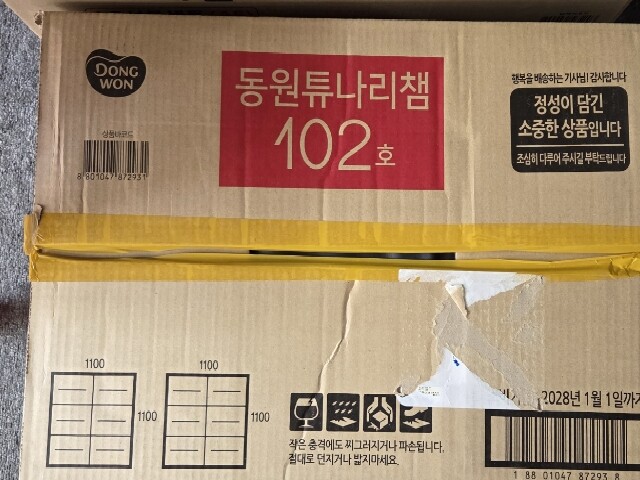 DONG
WON
동원튜나리챔
102호
상품바코드
8 801047 872931
행복을 배송하는 기사님! 감사합니다
정성이 담긴
소중한 상품입니다
조심히 다루어 주시길 부탁드립니다
1100
1100
1100
1100
작은 충격에도 찌그러지거나 파손됩니다.
절대로 던지거나 밟지마세요.
2028년 1월 1일까지
1 88 01047 87293 8